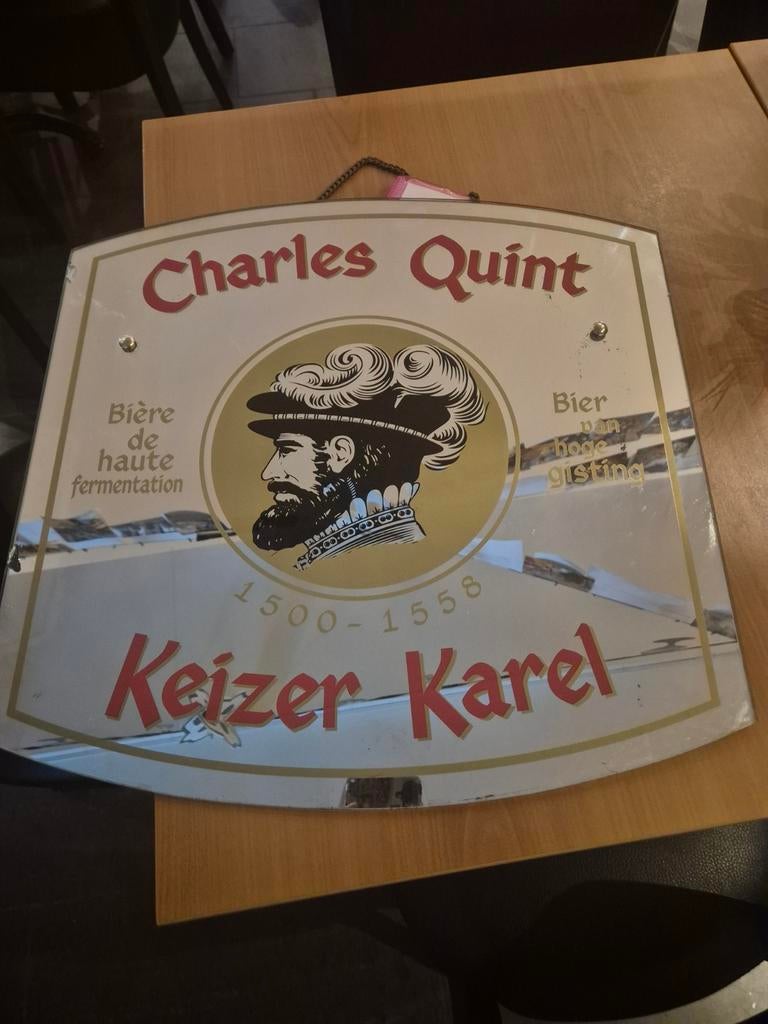 Charles Quint
Bière
de
haute
fermentation
Bier
van
hoge
gisting
1500-1558
Keizer Karel